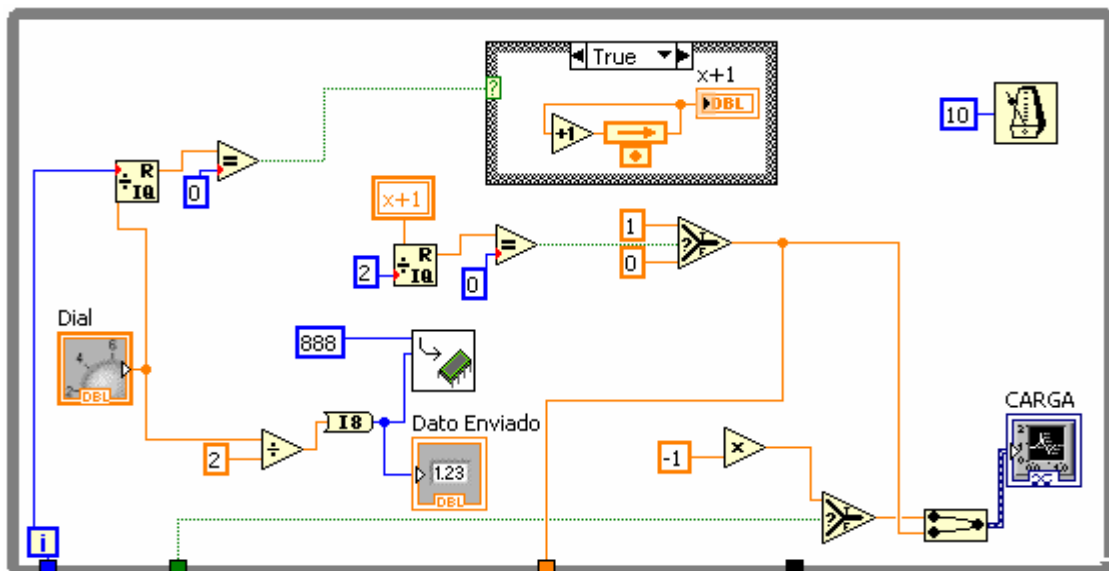 True
x+1
DBL
+1
10
R
÷ IQ
=
0
?
x+1
R
÷ IQ
2
=
0
1
0
?
T
F
Dial
2
4
6
DBL
888
I8
2
÷
Dato Enviado
1.23
DBL
-1
x
?
T
F
CARGA
i